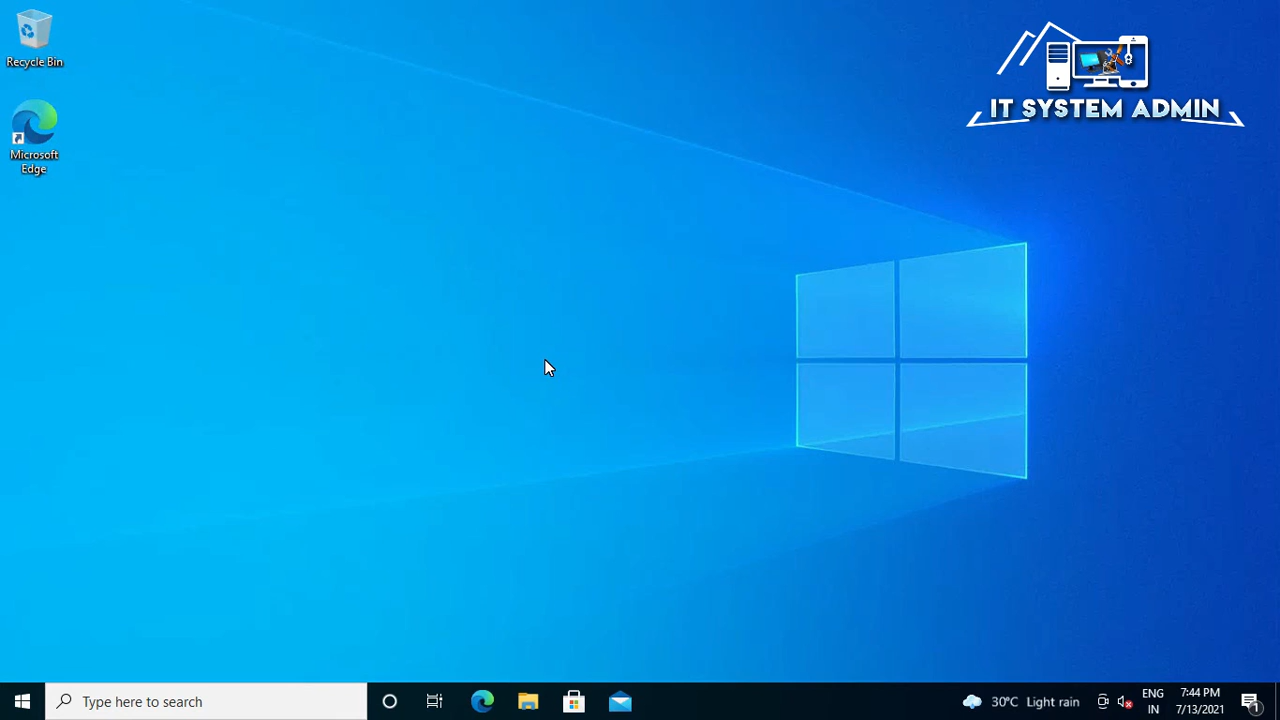 Recycle Bin
Microsoft
Edge
IT SYSTEM ADMIN
Type here to search
30°C Light rain
ENG
IN
7:44 PM
7/13/2021
1